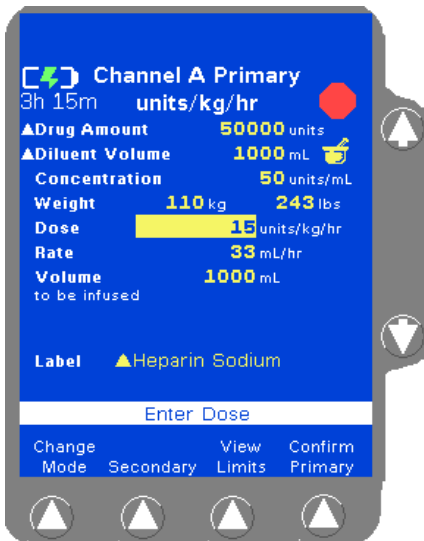 Channel A Primary
3h 15m units/kg/hr
▲Drug Amount 50000 units
▲Diluent Volume 1000 mL
Concentration 50 units/mL
Weight 110 kg 243 lbs
Dose 15 units/kg/hr
Rate 33 mL/hr
Volume 1000 mL
to be infused
Label ▲Heparin Sodium
Enter Dose
Change Mode Secondary View Limits Confirm Primary